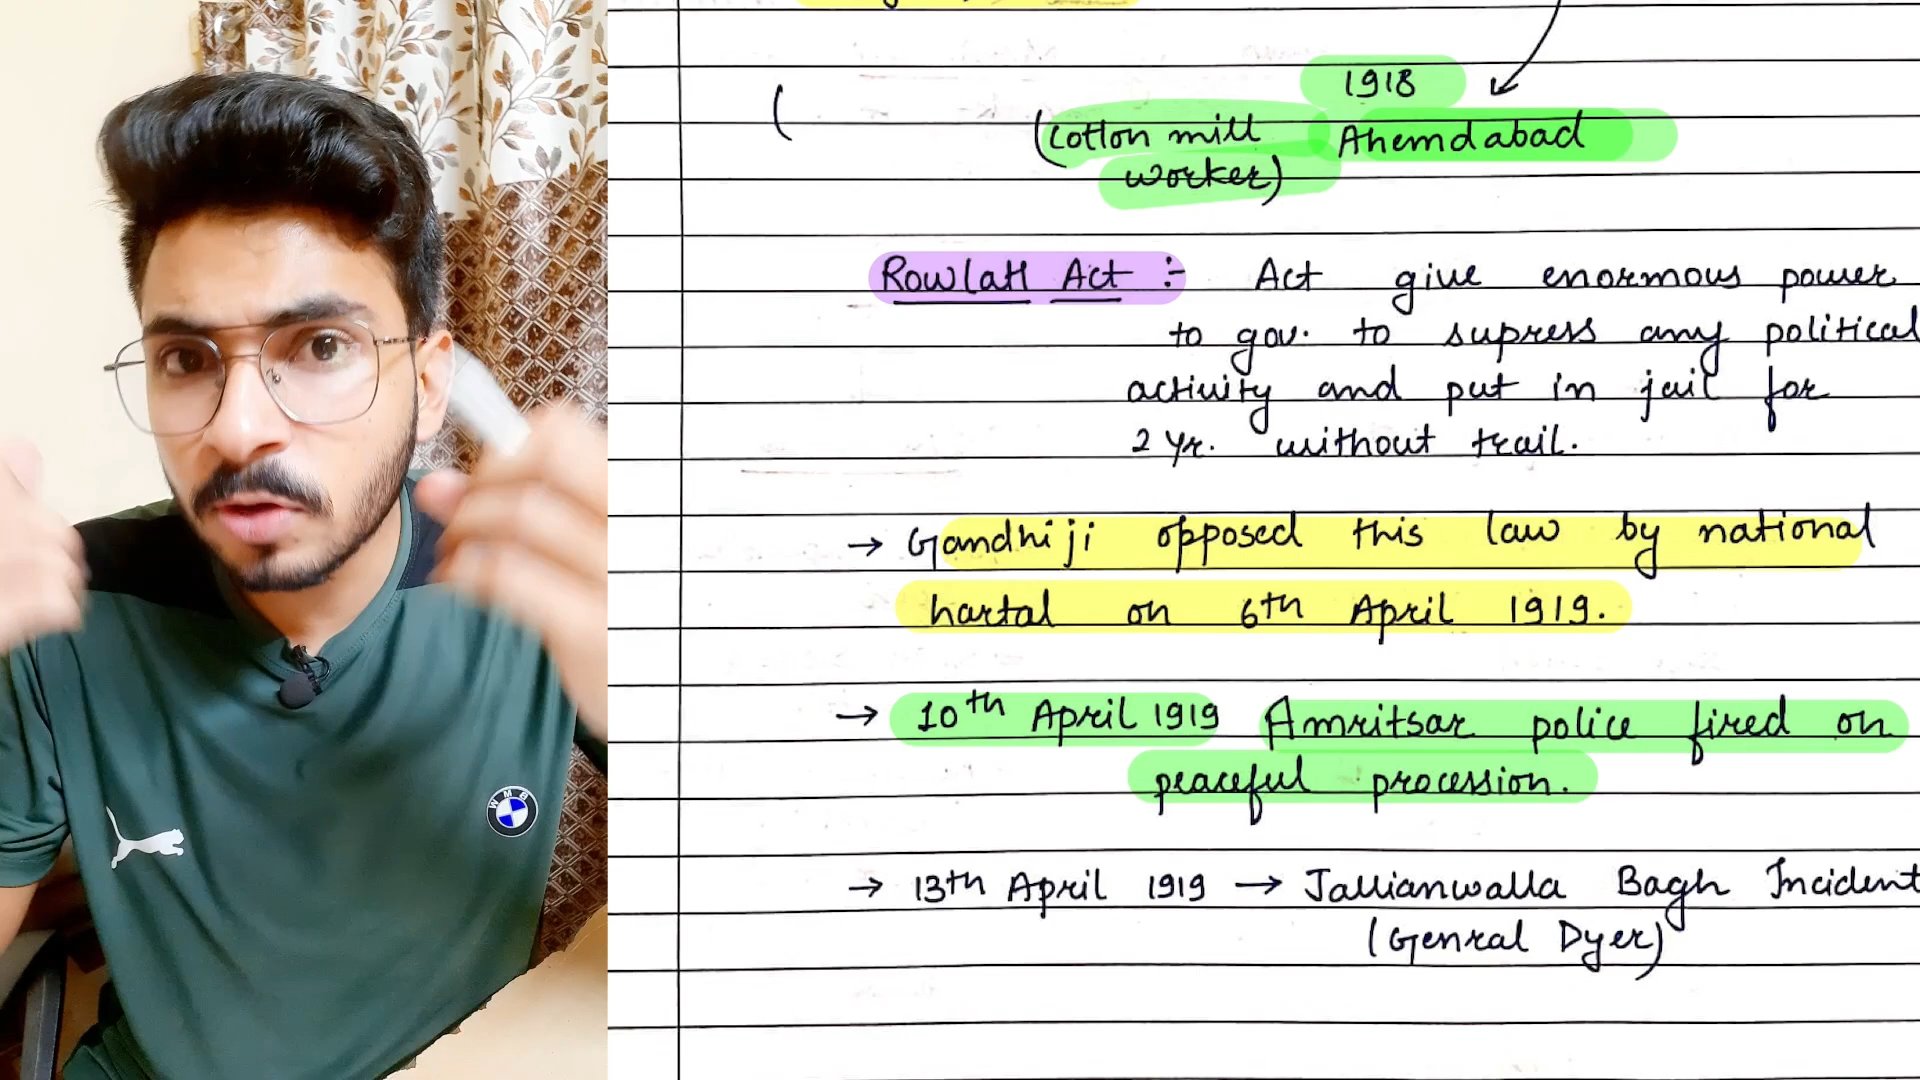 1918
(Cotton mill Ahemdabad
worker)
Rowlatt Act :- Act give enormous power
to gov. to supress any political
activity and put in jail for
2 yr. without trail.
→ Gandhiji opposed this law by national
hartal on 6th April 1919.
→ 10th April 1919 Amritsar police fired on
peaceful procession.
→ 13th April 1919 → Jallianwalla Bagh Incident
(Genral Dyer)
BMW